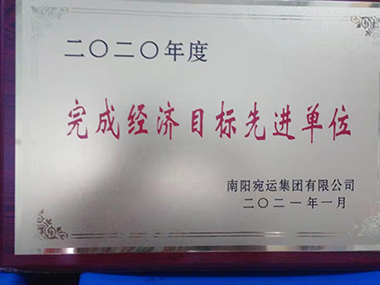 二〇二〇年度
完成经济目标先进单位
南阳宛运集团有限公司
二〇二一年一月